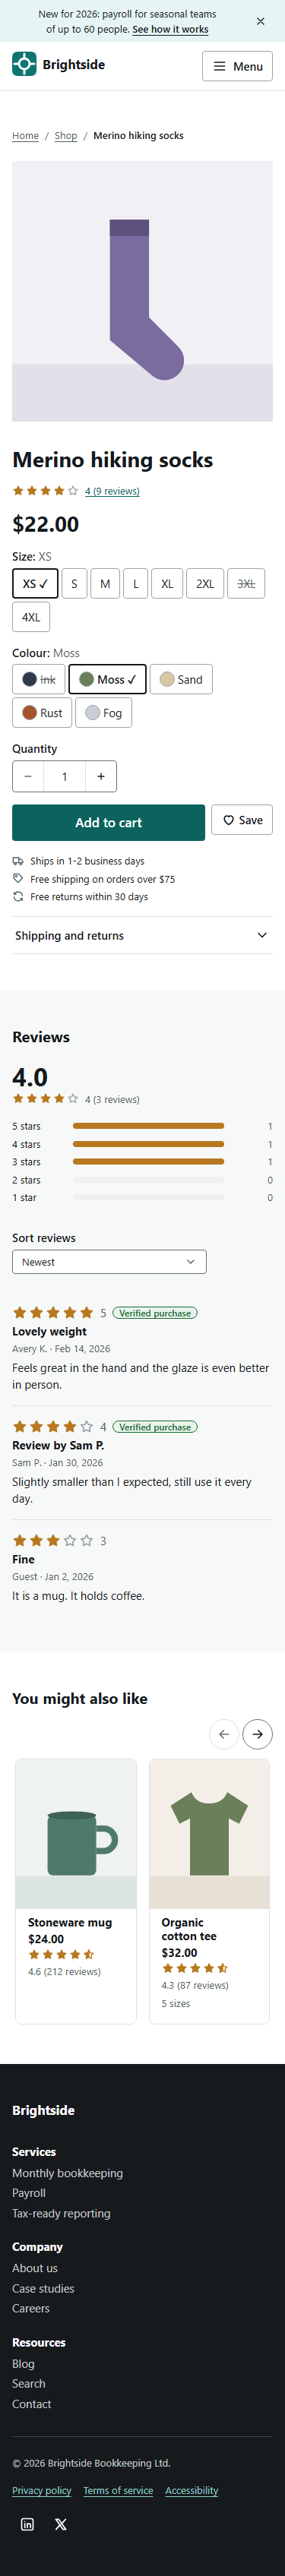 New for 2026: payroll for seasonal teams
of up to 60 people. See how it works
Brightside
Menu
Home / Shop / Merino hiking socks
Merino hiking socks
4 (9 reviews)
$22.00
Size: XS
XS ✓ S M L XL 2XL 3XL
4XL
Colour: Moss
Ink Moss ✓ Sand
Rust Fog
Quantity
− 1 +
Add to cart
Save
Ships in 1-2 business days
Free shipping on orders over $75
Free returns within 30 days
Shipping and returns
Reviews
4.0
4 (3 reviews)
5 stars 1
4 stars 1
3 stars 1
2 stars 0
1 star 0
Sort reviews
Newest
5 Verified purchase
Lovely weight
Avery K. · Feb 14, 2026
Feels great in the hand and the glaze is even better
in person.
4 Verified purchase
Review by Sam P.
Sam P. · Jan 30, 2026
Slightly smaller than I expected, still use it every
day.
3
Fine
Guest · Jan 2, 2026
It is a mug. It holds coffee.
You might also like
Stoneware mug
$24.00
4.6 (212 reviews)
Organic
cotton tee
$32.00
4.3 (87 reviews)
5 sizes
Brightside
Services
Monthly bookkeeping
Payroll
Tax-ready reporting
Company
About us
Case studies
Careers
Resources
Blog
Search
Contact
© 2026 Brightside Bookkeeping Ltd.
Privacy policy Terms of service Accessibility